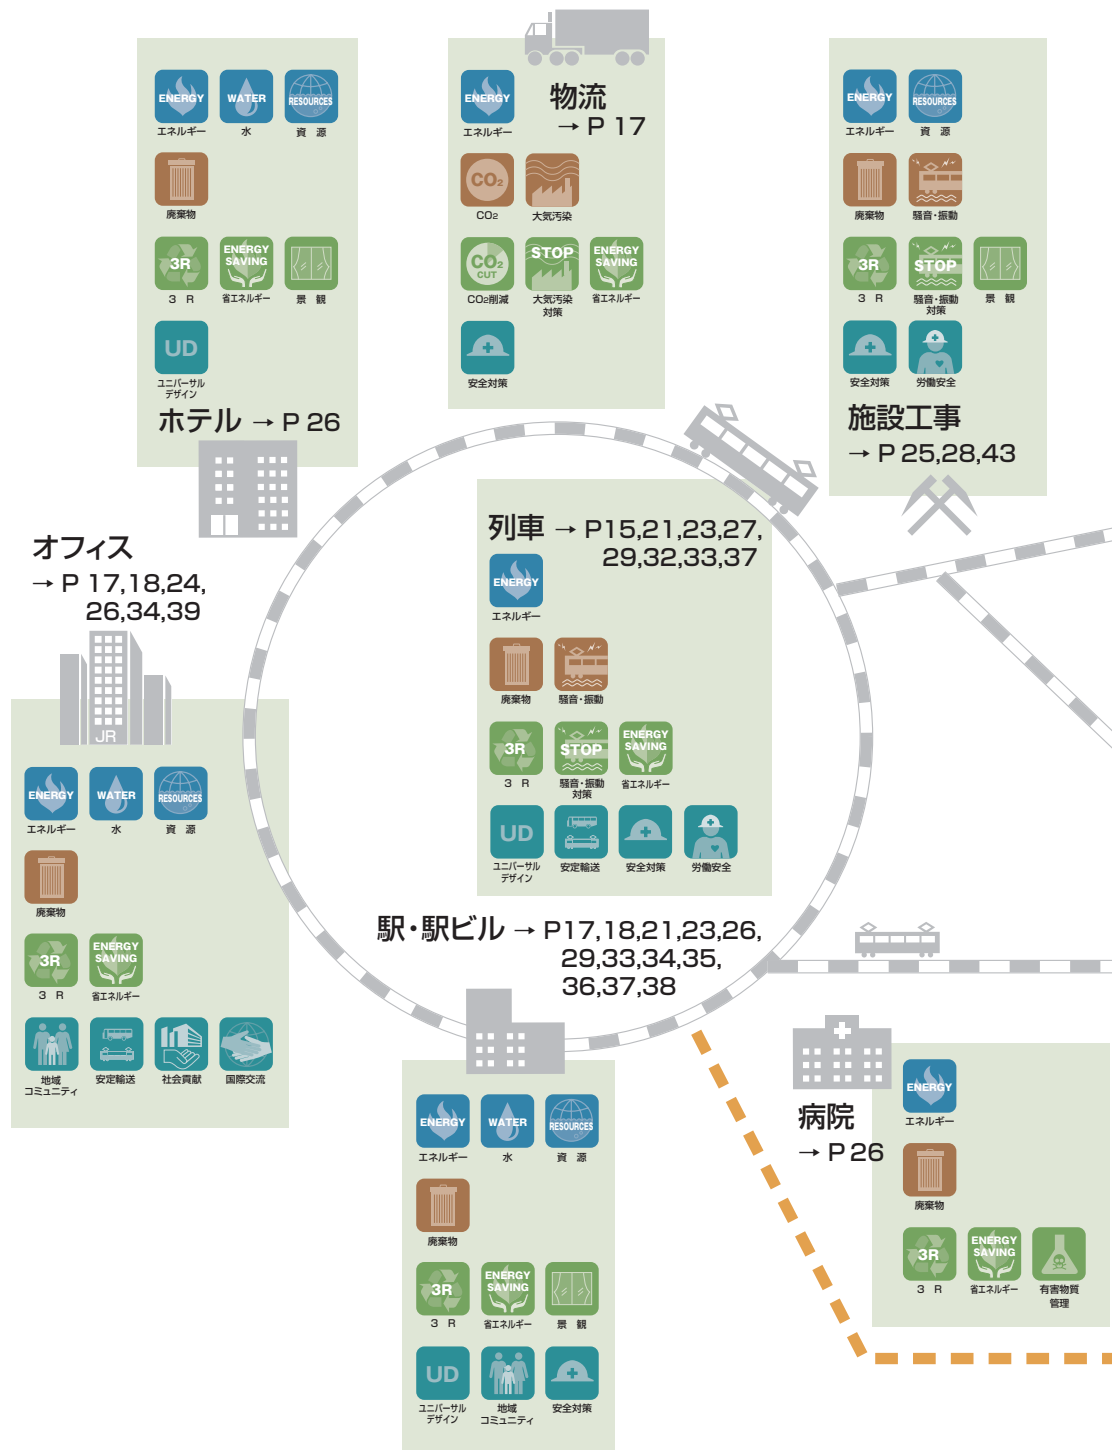 ENERGY
エネルギー
WATER
水
RESOURCES
資 源
廃棄物
3R
3 R
ENERGY
SAVING
省エネルギー
景 観
UD
ユニバーサル
デザイン
ホテル → P 26
物流
→ P 17
ENERGY
エネルギー
CO₂
CO₂
大気汚染
CO₂
CUT
CO₂削減
STOP
大気汚染
対策
ENERGY
SAVING
省エネルギー
安全対策
ENERGY
エネルギー
RESOURCES
資 源
廃棄物
騒音・振動
3R
3 R
STOP
騒音・振動
対策
景 観
安全対策
労働安全
施設工事
→ P 25,28,43
オフィス
→ P 17,18,24,
26,34,39
JR
ENERGY
エネルギー
WATER
水
RESOURCES
資 源
廃棄物
3R
3 R
ENERGY
SAVING
省エネルギー
地域
コミュニティ
安定輸送
社会貢献
国際交流
列車 → P15,21,23,27,
29,32,33,37
ENERGY
エネルギー
廃棄物
騒音・振動
3R
3 R
STOP
騒音・振動
対策
ENERGY
SAVING
省エネルギー
UD
ユニバーサル
デザイン
安定輸送
安全対策
労働安全
駅・駅ビル → P17,18,21,23,26,
29,33,34,35,
36,37,38
ENERGY
エネルギー
WATER
水
RESOURCES
資 源
廃棄物
3R
3 R
ENERGY
SAVING
省エネルギー
景 観
UD
ユニバーサル
デザイン
地域
コミュニティ
安全対策
病院
→ P 26
ENERGY
エネルギー
廃棄物
3R
3 R
ENERGY
SAVING
省エネルギー
有害物質
管理